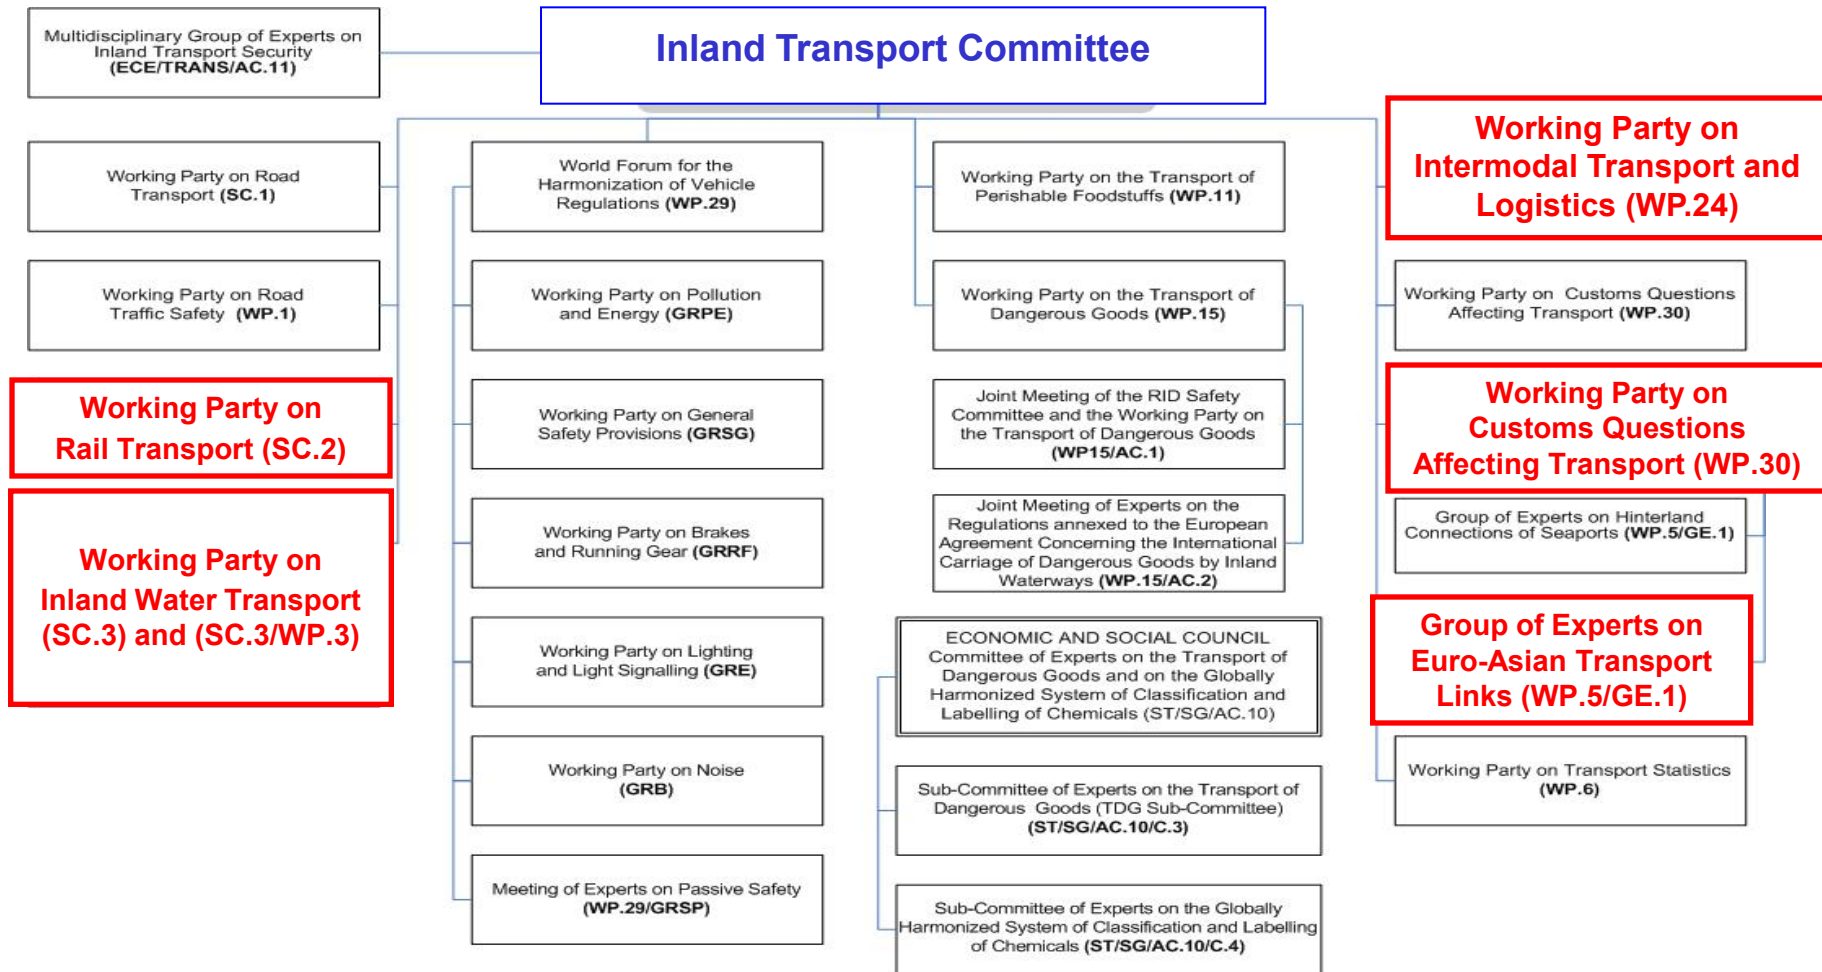 Multidisciplinary Group of Experts on
Inland Transport Security
(ECE/TRANS/AC.11)
Inland Transport Committee
Working Party on Road
Transport (SC.1)
Working Party on Road
Traffic Safety (WP.1)
Working Party on
Rail Transport (SC.2)
Working Party on
Inland Water Transport
(SC.3) and (SC.3/WP.3)
World Forum for the
Harmonization of Vehicle
Regulations (WP.29)
Working Party on Pollution
and Energy (GRPE)
Working Party on General
Safety Provisions (GRSG)
Working Party on Brakes
and Running Gear (GRRF)
Working Party on Lighting
and Light Signalling (GRE)
Working Party on Noise
(GRB)
Meeting of Experts on Passive Safety
(WP.29/GRSP)
Working Party on the Transport of
Perishable Foodstuffs (WP.11)
Working Party on the Transport of
Dangerous Goods (WP.15)
Joint Meeting of the RID Safety
Committee and the Working Party on
the Transport of Dangerous Goods
(WP15/AC.1)
Joint Meeting of Experts on the
Regulations annexed to the European
Agreement Concerning the International
Carriage of Dangerous Goods by Inland
Waterways (WP.15/AC.2)
ECONOMIC AND SOCIAL COUNCIL
Committee of Experts on the Transport of
Dangerous Goods and on the Globally
Harmonized System of Classification and
Labelling of Chemicals (ST/SG/AC.10)
Sub-Committee of Experts on the Transport of
Dangerous Goods (TDG Sub-Committee)
(ST/SG/AC.10/C.3)
Sub-Committee of Experts on the Globally
Harmonized System of Classification and Labelling
of Chemicals (ST/SG/AC.10/C.4)
Working Party on
Intermodal Transport and
Logistics (WP.24)
Working Party on Customs Questions
Affecting Transport (WP.30)
Working Party on
Customs Questions
Affecting Transport (WP.30)
Group of Experts on Hinterland
Connections of Seaports (WP.5/GE.1)
Group of Experts on
Euro-Asian Transport
Links (WP.5/GE.1)
Working Party on Transport Statistics
(WP.6)